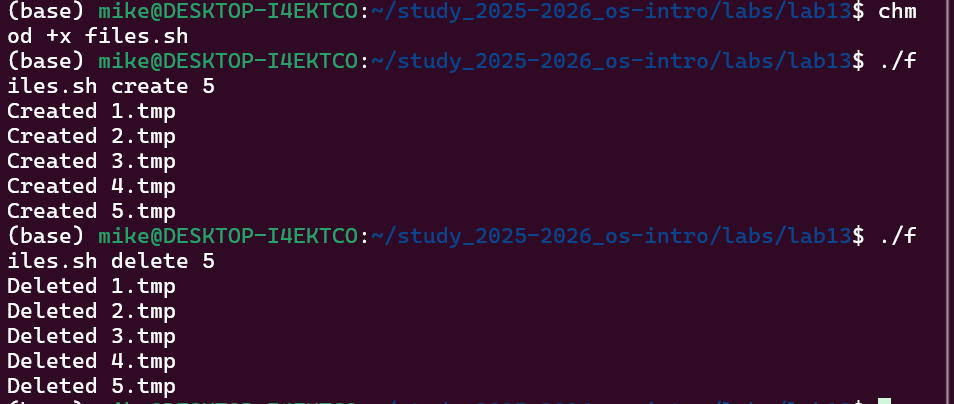 (base) mike@DESKTOP-I4EKTCO:~/study_2025-2026_os-intro/labs/lab13$ chm
od +x files.sh
(base) mike@DESKTOP-I4EKTCO:~/study_2025-2026_os-intro/labs/lab13$ ./f
iles.sh create 5
Created 1.tmp
Created 2.tmp
Created 3.tmp
Created 4.tmp
Created 5.tmp
(base) mike@DESKTOP-I4EKTCO:~/study_2025-2026_os-intro/labs/lab13$ ./f
iles.sh delete 5
Deleted 1.tmp
Deleted 2.tmp
Deleted 3.tmp
Deleted 4.tmp
Deleted 5.tmp